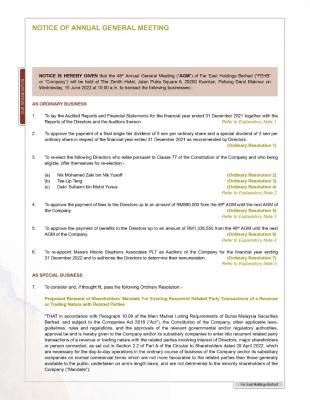 NOTICE OF ANNUAL GENERAL MEETING
NOTICE IS HEREBY GIVEN that the 48th Annual General Meeting ("AGM") of Far East Holdings Berhad ("FEHB"
or "Company") will be held at The Zenith Hotel, Jalan Putra Square 6, 25200 Kuantan, Pahang Darul Makmur on
Wednesday, 15 June 2022 at 10.00 a.m. to transact the following businesses:-
AS ORDINARY BUSINESS
1. To lay the Audited Reports and Financial Statements for the financial year ended 31 December 2021 together with the
Reports of the Directors and the Auditors thereon.
Refer to Explanatory Note 1
2. To approve the payment of a final single tier dividend of 5 sen per ordinary share and a special dividend of 3 sen per
ordinary share in respect of the financial year ended 31 December 2021 as recommended by Directors.
(Ordinary Resolution 1)
3. To re-elect the following Directors who retire pursuant to Clause 77 of the Constitution of the Company and who being
eligible, offer themselves for re-election:-
(a) Nik Mohamed Zaki bin Nik Yusoff (Ordinary Resolution 2)
(b) Tee Lip Teng (Ordinary Resolution 3)
(c) Dato' Suhaimi bin Mohd Yunus (Ordinary Resolution 4)
Refer to Explanatory Note 2
4. To approve the payment of fees to the Directors up to an amount of RM880,000 from the 48th AGM until the next AGM of
the Company. (Ordinary Resolution 5)
Refer to Explanatory Note 3
5. To approve the payment of benefits to the Directors up to an amount of from the 48th AGM until the next
AGM of the Company. (Ordinary Resolution 6)
Refer to Explanatory Note 4
6. To re-appoint Messrs Moore Stephens Associates PLT as Auditors of the Company for the financial year ending
31 December 2022 and to authorise the Directors to determine their remuneration. (Ordinary Resolution 7)
Refer to Explanatory Note 5
AS SPECIAL BUSINESS
7. To consider and, if thought fit, pass the following Ordinary Resolution:-
Proposed Renewal of Shareholders' Mandate For Existing Recurrent Related Party Transactions of a Revenue
or Trading Nature with Related Parties
"THAT in accordance with Paragraph 10.09 of the Main Market Listing Requirements of Bursa Malaysia Securities
Berhad, and subject to the Companies Act 2016 ("Act"), the Constitution of the Company, other applicable laws,
guidelines, rules and regulations, and the approvals of the relevant governmental and/or regulatory authorities,
approval be and is hereby given to the Company and/or its subsidiary companies to enter into recurrent related party
transactions of a revenue or trading nature with the related parties involving interest of Directors, major shareholders
or person connected, as set out in Section 2.2 of Part A of the Circular to Shareholders dated 29 April 2022, which
are necessary for the day-to-day operations in the ordinary course of business of the Company and/or its subsidiary
companies on normal commercial terms which are not more favourable to the related parties than those generally
available to the public, undertaken on arm's length basis, and are not detrimental to the minority shareholders of the
Company ("Mandate");
Far East Holdings Berhad